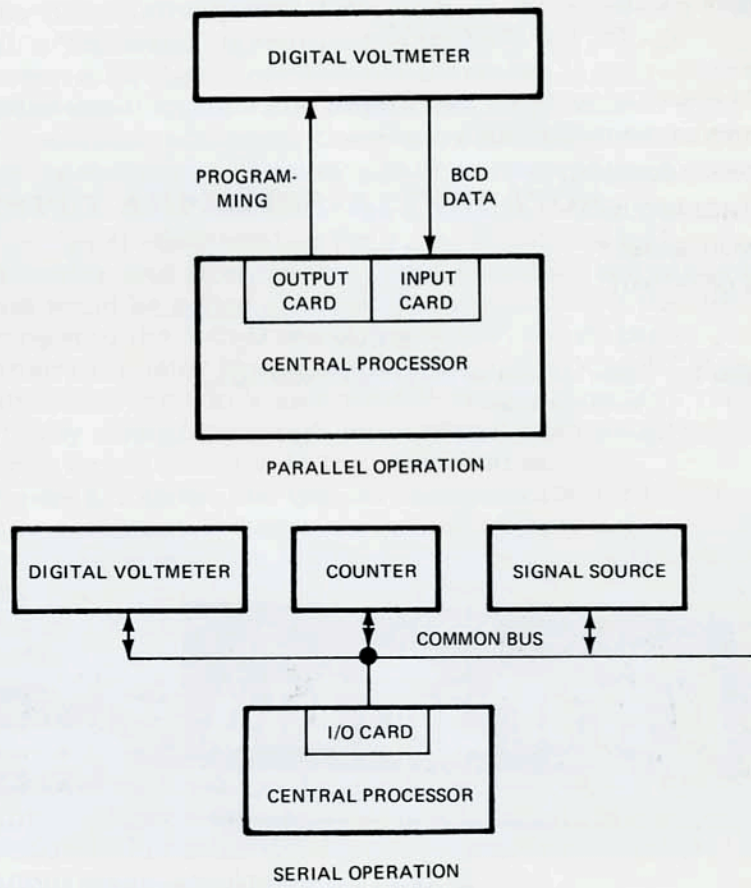 DIGITAL VOLTMETER
PROGRAM-
MING
BCD
DATA
OUTPUT
CARD
INPUT
CARD
CENTRAL PROCESSOR
PARALLEL OPERATION
DIGITAL VOLTMETER
COUNTER
SIGNAL SOURCE
COMMON BUS
I/O CARD
CENTRAL PROCESSOR
SERIAL OPERATION